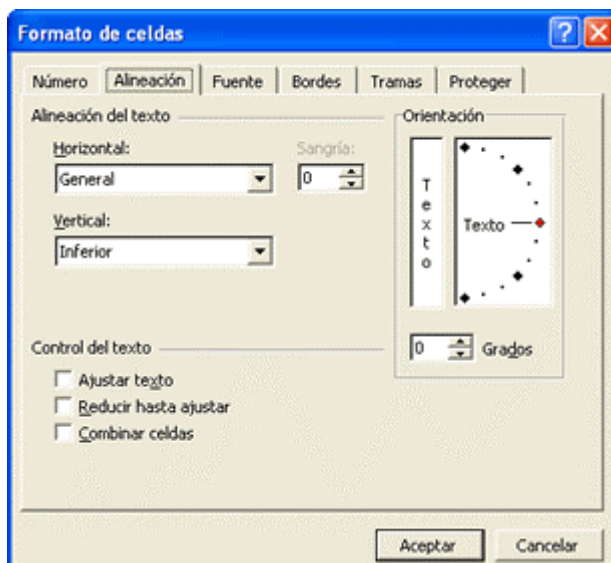 Formato de celdas
Número Alineación Fuente Bordes Tramas Proteger
Alineación del texto
Horizontal:
Sangría:
General
0
Vertical:
Inferior
Orientación
Texto
Texto
0 Grados
Control del texto
Ajustar texto
Reducir hasta ajustar
Combinar celdas
Aceptar Cancelar